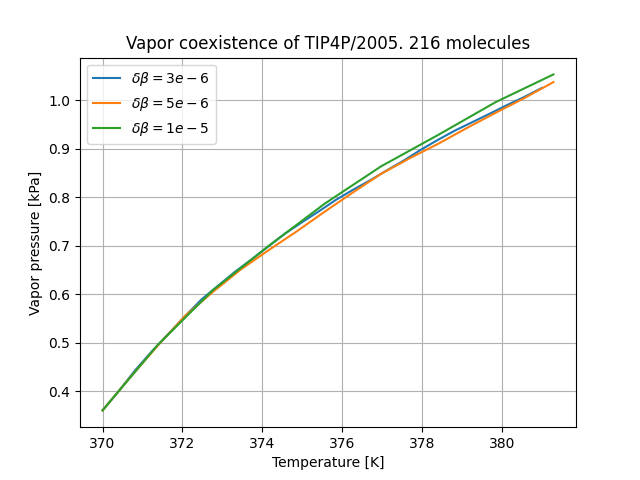 Vapor coexistence of TIP4P/2005. 216 molecules
δβ = 3e − 6
δβ = 5e − 6
δβ = 1e − 5
1.0
0.9
0.8
0.7
0.6
0.5
0.4
Vapor pressure [kPa]
370 372 374 376 378 380
Temperature [K]